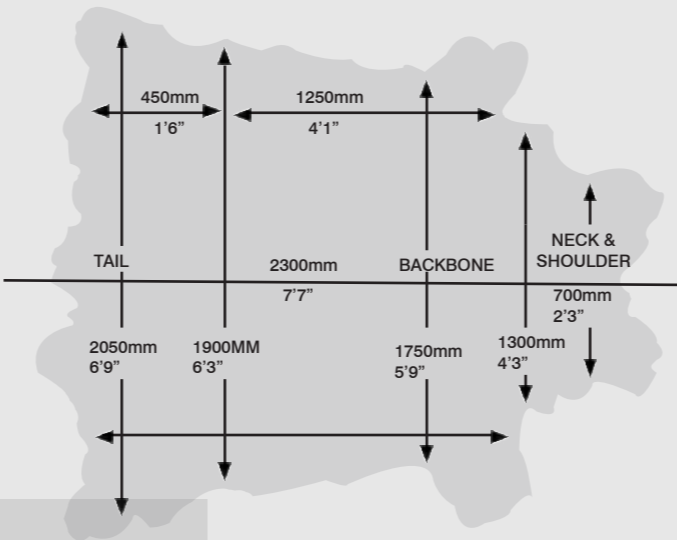 450mm
1’6”
1250mm
4’1”
TAIL
2300mm
7’7”
BACKBONE
NECK &
SHOULDER
700mm
2’3”
2050mm
6’9”
1900MM
6’3”
1750mm
5’9”
1300mm
4’3”